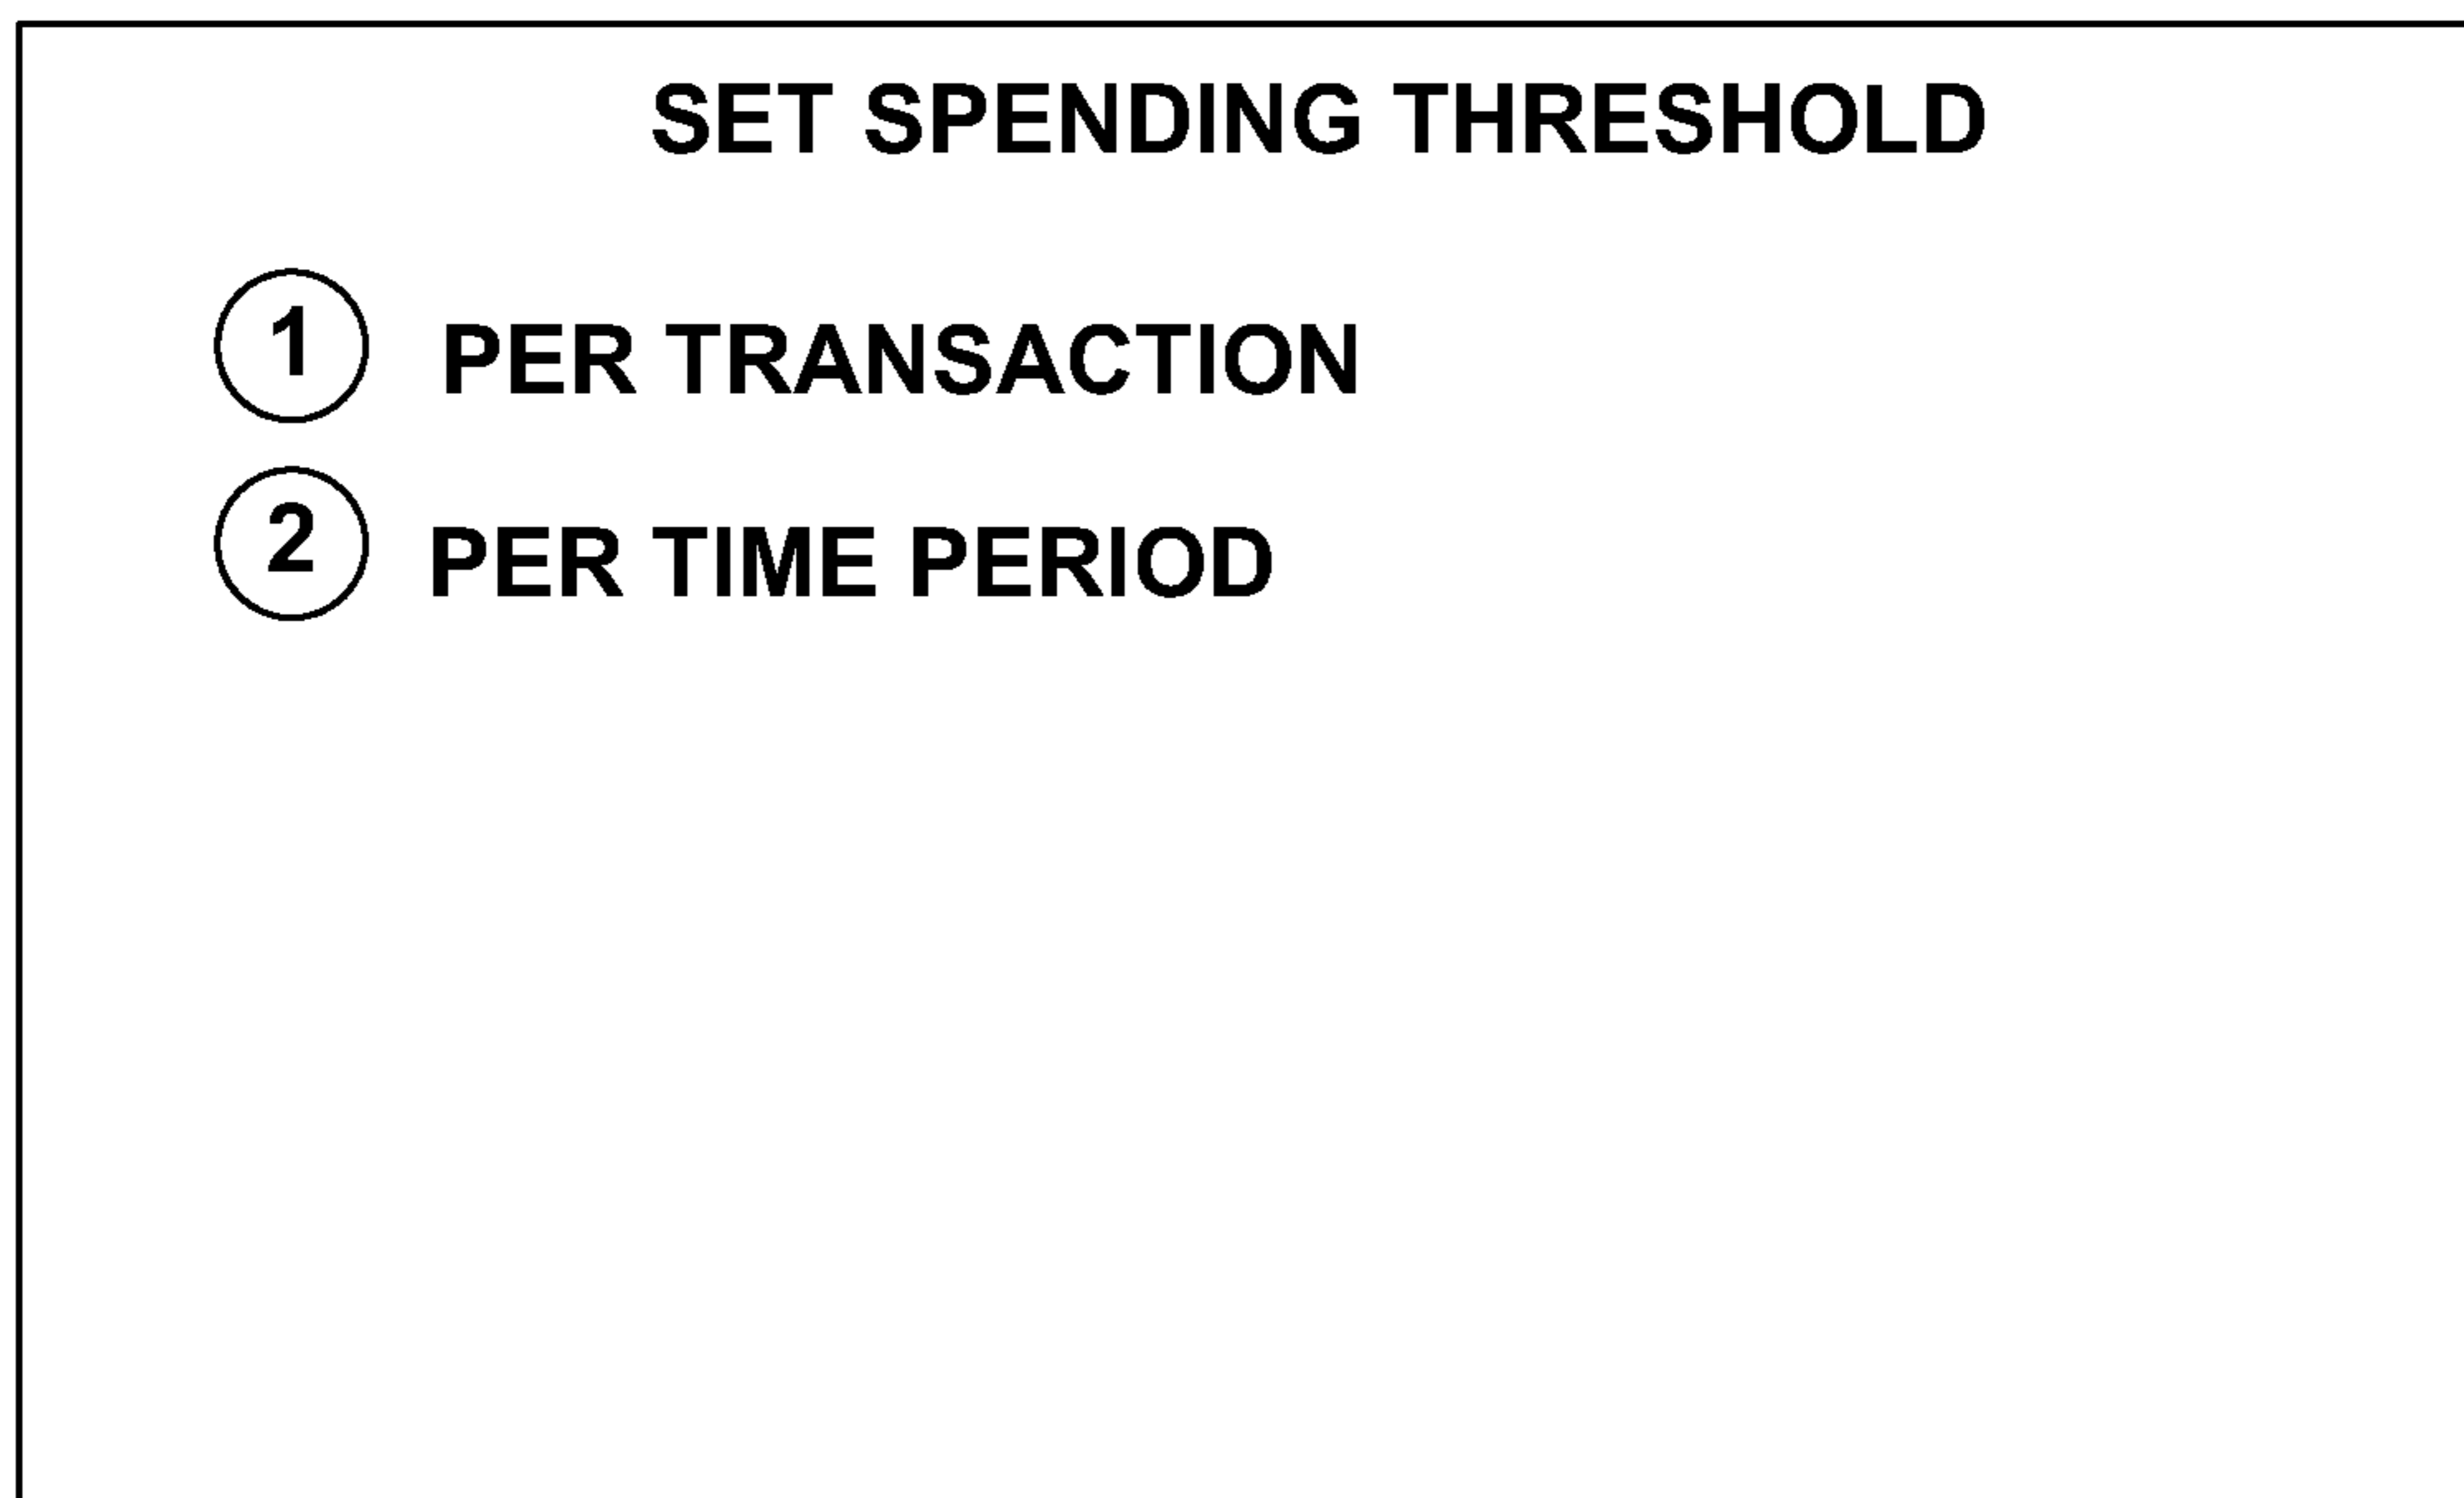 SET SPENDING THRESHOLD
1 PER TRANSACTION
2 PER TIME PERIOD